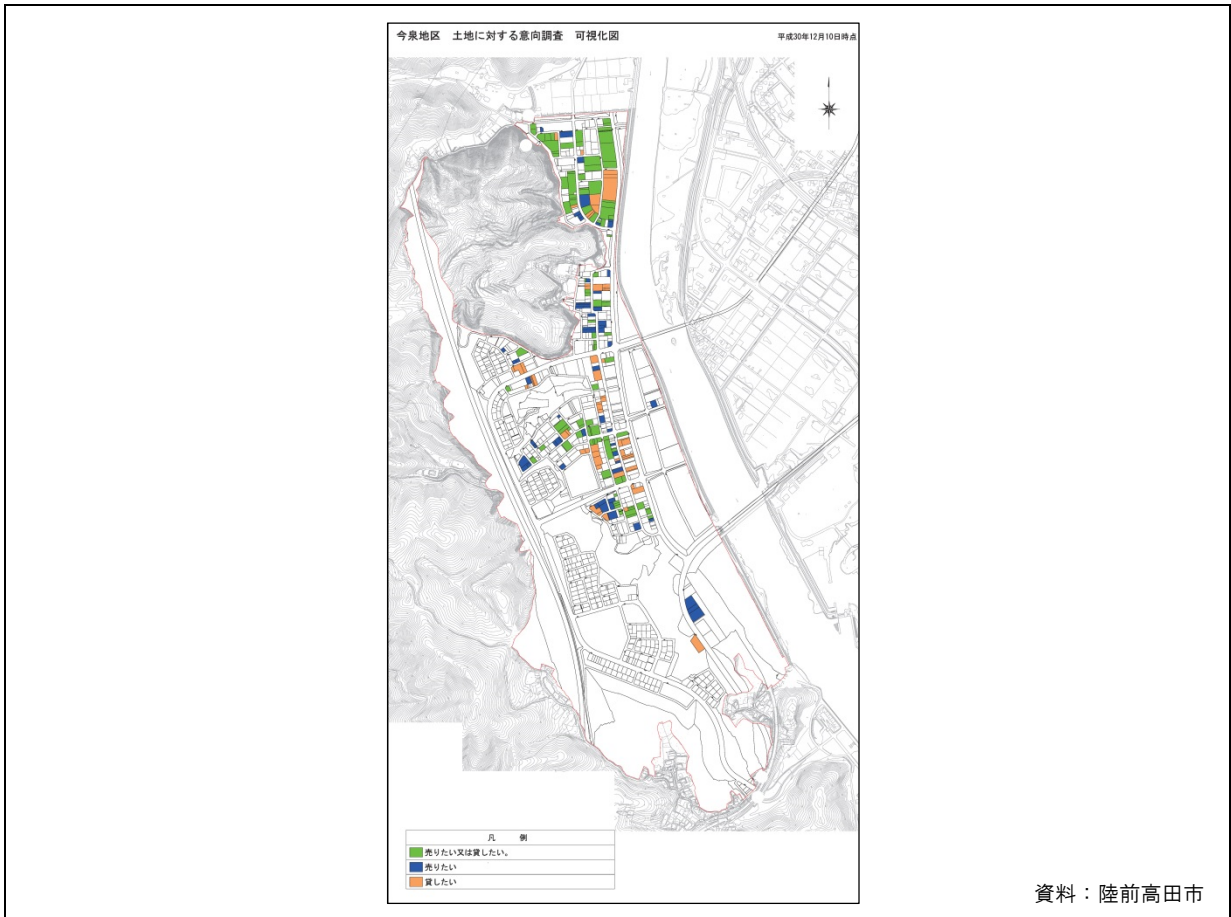 今泉地区　土地に対する意向調査　可視化図
平成30年12月10日時点
凡　例
売りたい又は貸したい。
売りたい
貸したい
資料：陸前高田市